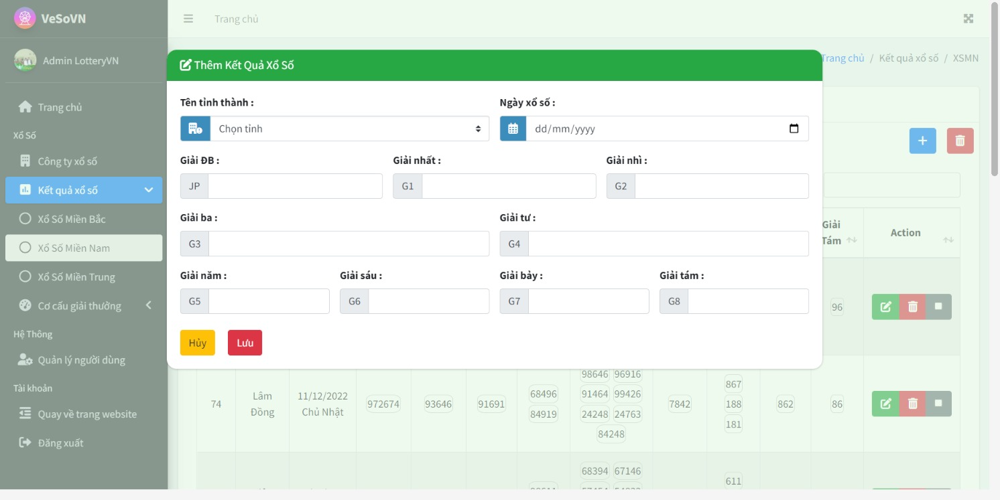 VeSoVN
Trang chủ
Admin LotteryVN
Trang chủ / Kết quả xổ số / XSMN
Trang chủ
Xổ Số
Công ty xổ số
Kết quả xổ số
Xổ Số Miền Bắc
Xổ Số Miền Nam
Xổ Số Miền Trung
Cơ cấu giải thưởng
Hệ Thông
Quản lý người dùng
Tài khoản
Quay về trang website
Đăng xuất
Thêm Kết Quả Xổ Số
Tên tỉnh thành :
Ngày xổ số :
Chọn tỉnh
dd/mm/yyyy
Giải ĐB :
Giải nhất :
Giải nhì :
JP
G1
G2
Giải ba :
Giải tư :
G3
G4
Giải năm :
Giải sáu :
Giải bảy :
Giải tám :
G5
G6
G7
G8
Hủy
Lưu
Giải
Tám
Action
96
74
Lâm
Đồng
11/12/2022
Chủ Nhật
972674
93646
91691
68496
84919
98646 96916
91464 99426
24248 24763
84248
7842
867
188
181
862
86
68394 67146
611